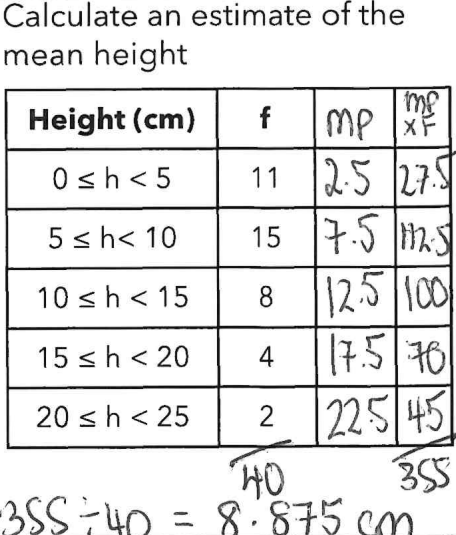 Calculate an estimate of the
mean height
Height (cm) f mp mp x F
0 ≤ h < 5 11 2.5 27.5
5 ≤ h< 10 15 7.5 112.5
10 ≤ h < 15 8 12.5 100
15 ≤ h < 20 4 17.5 70
20 ≤ h < 25 2 22.5 45
40 355
355 ÷ 40 = 8.875 cm